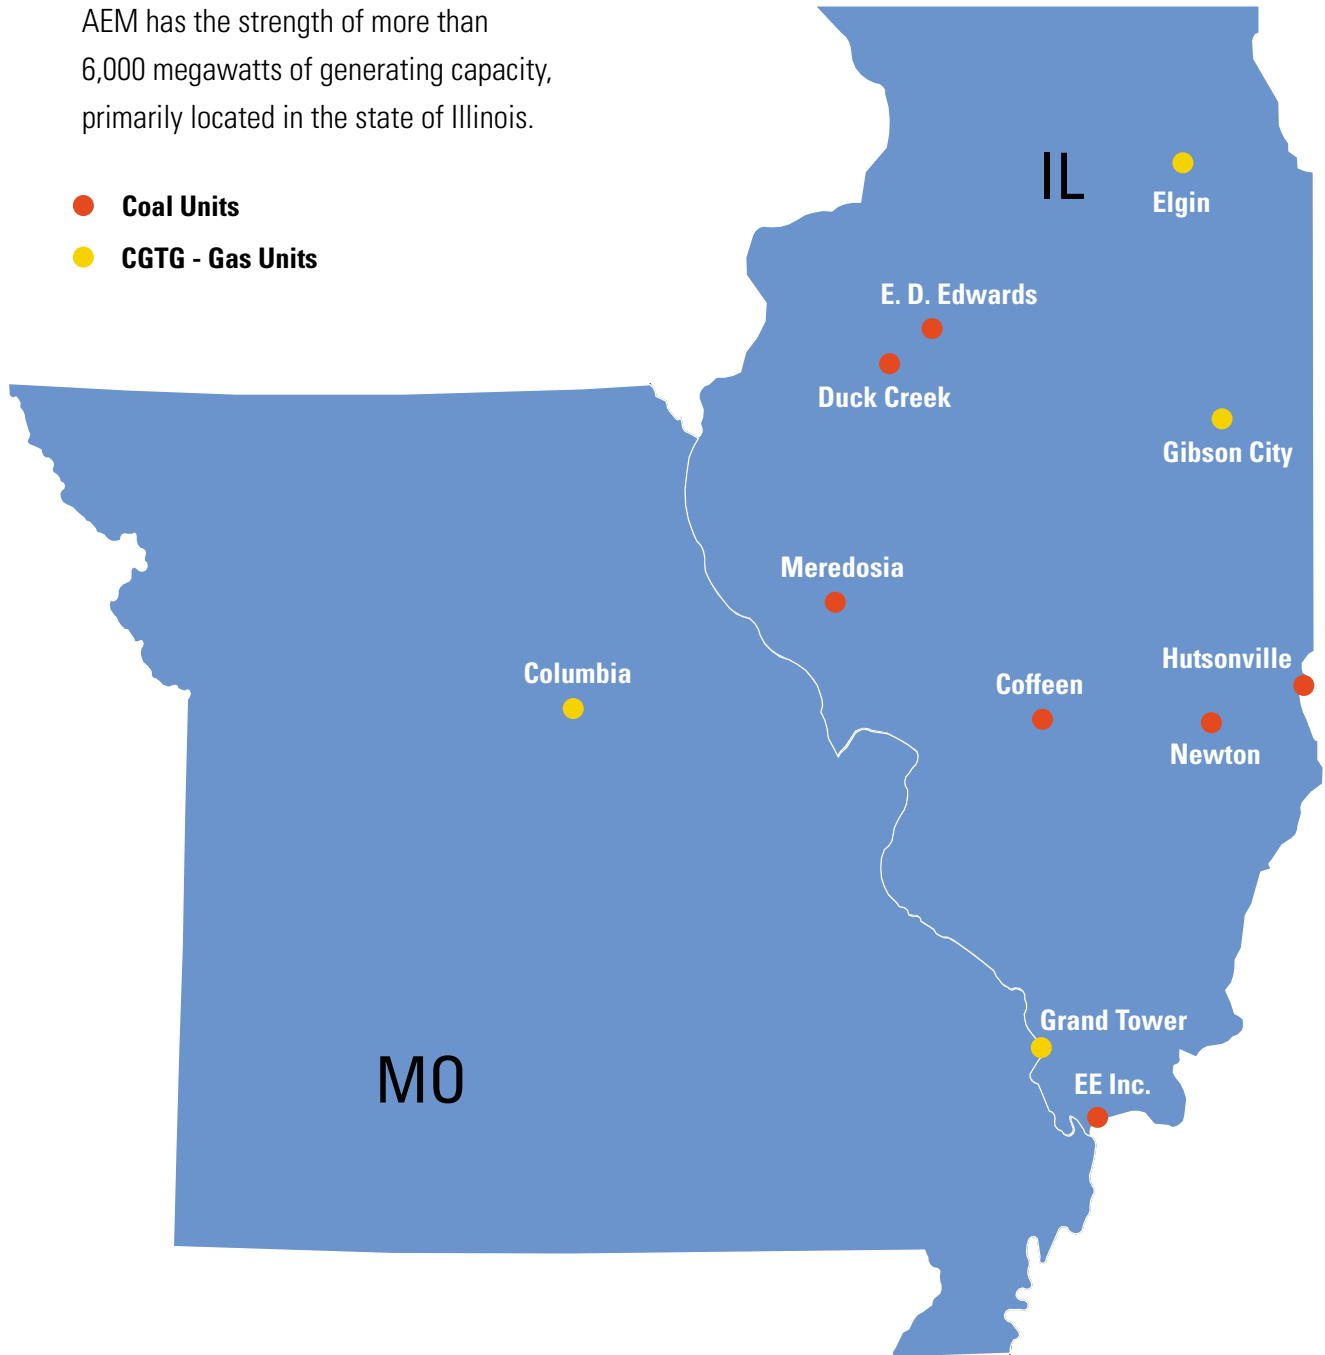 AEM has the strength of more than
6,000 megawatts of generating capacity,
primarily located in the state of Illinois.
Coal Units
CGTG - Gas Units
IL
Elgin
E. D. Edwards
Duck Creek
Gibson City
Meredosia
Hutsonville
Columbia
Coffeen
Newton
Grand Tower
MO
EE Inc.